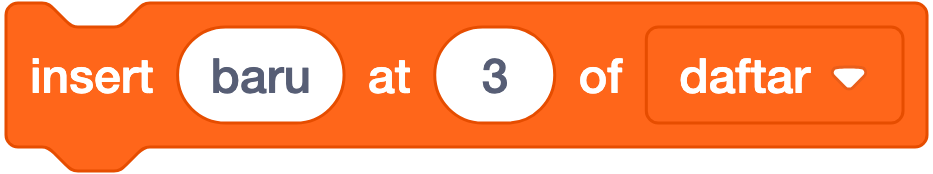 insert baru at 3 of daftar